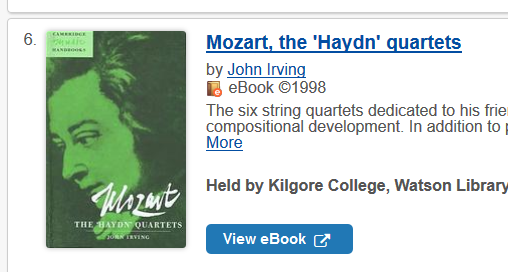 6.
CAMBRIDGE
HANDBOOKS
Mozart
THE 'HAYDN' QUARTETS
JOHN IRVING
Mozart, the 'Haydn' quartets
by John Irving
eBook ©1998
The six string quartets dedicated to his frie
compositional development. In addition to p
More
Held by Kilgore College, Watson Library
View eBook